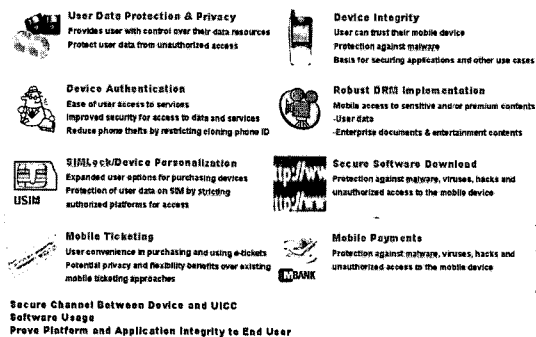 User Data Protection & Privacy
Provides user with control over their data resources
Protect user data from unauthorized access
Device Integrity
User can trust their mobile device
Protection against malware
Basis for securing applications and other use cases
Device Authentication
Ease of user access to services
Improved security for access to data and services
Reduce phone thefts by restricting cloning phone ID
Robust DRM Implementation
Mobile access to sensitive and/or premium contents
-User data
-Enterprise documents & entertainment contents
USIM
SIMLock/Device Personalization
Expanded user options for purchasing devices
Protection of user data on SIM by stricting
authorized platforms for access
ttp://ww
ttp://ww
Secure Software Download
Protection against malware, viruses, hacks and
unauthorized access to the mobile device
Mobile Ticketing
User convenience in purchasing and using e-tickets
Potential privacy and flexibility benefits over existing
mobile ticketing approaches
MBANK
Mobile Payments
Protection against malware, viruses, hacks and
unauthorized access to the mobile device
Secure Channel Between Device and UICC
Software Usage
Prove Platform and Application Integrity to End User